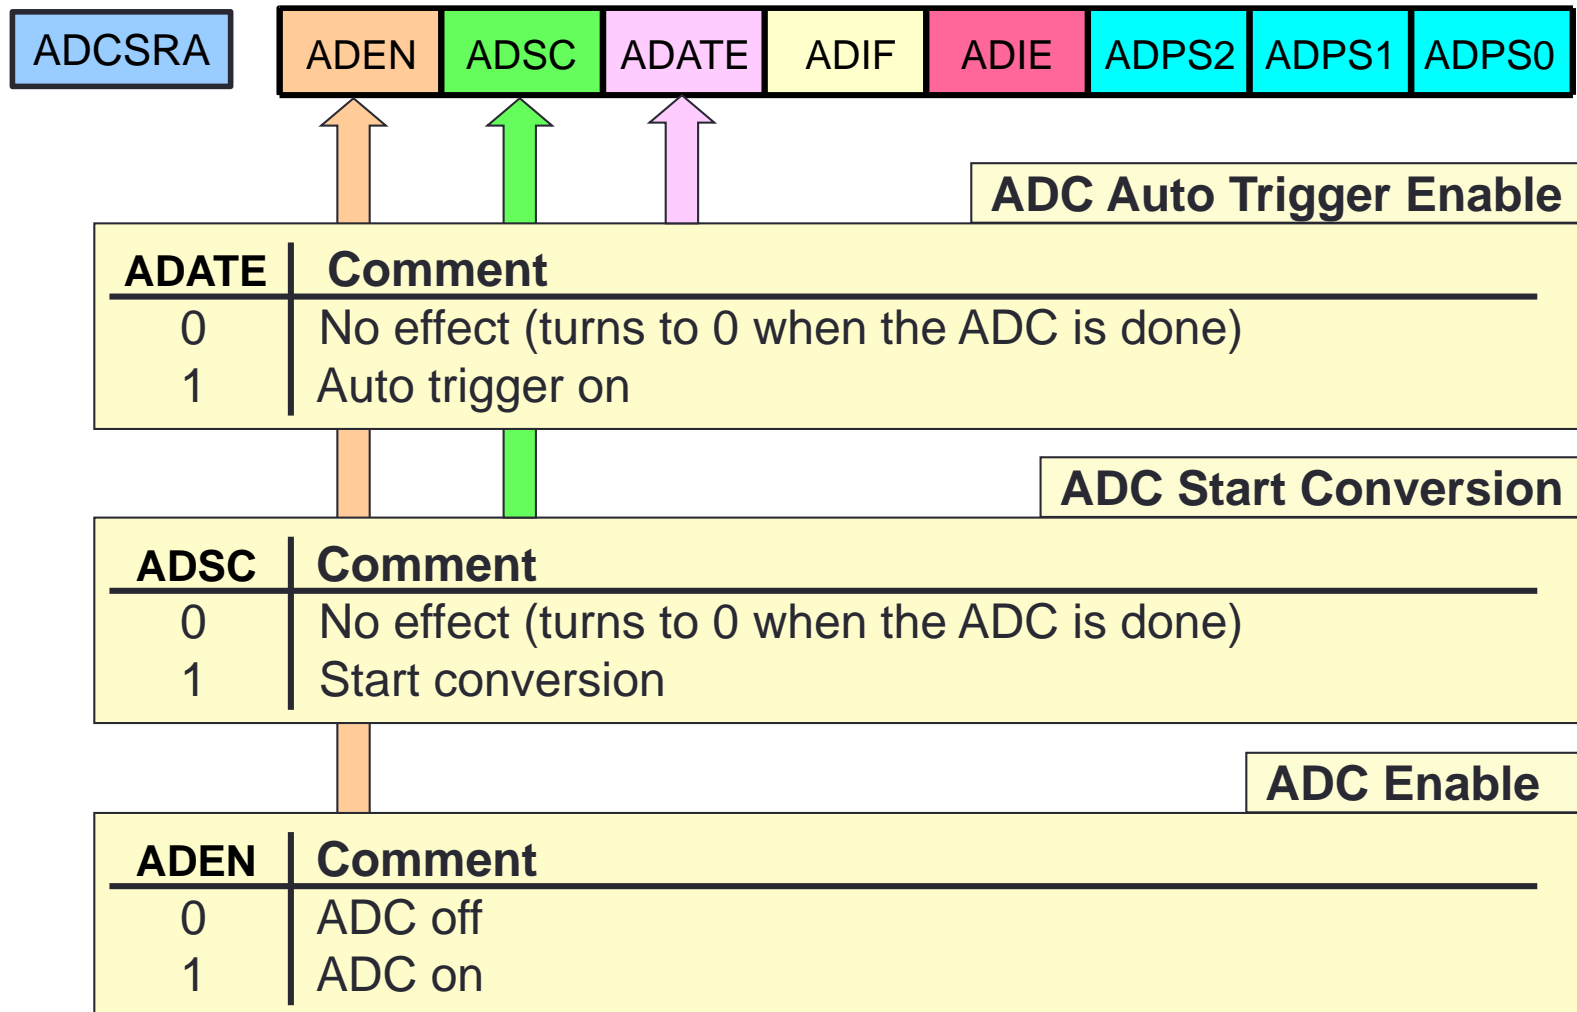 ADCSRA ADEN ADSC ADATE ADIF ADIE ADPS2 ADPS1 ADPS0
ADC Auto Trigger Enable
ADATE Comment
0 No effect (turns to 0 when the ADC is done)
1 Auto trigger on
ADC Start Conversion
ADSC Comment
0 No effect (turns to 0 when the ADC is done)
1 Start conversion
ADC Enable
ADEN Comment
0 ADC off
1 ADC on